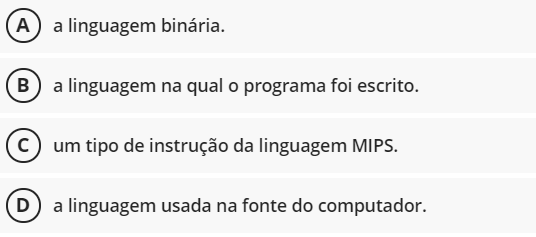 A a linguagem binária.
B a linguagem na qual o programa foi escrito.
C um tipo de instrução da linguagem MIPS.
D a linguagem usada na fonte do computador.